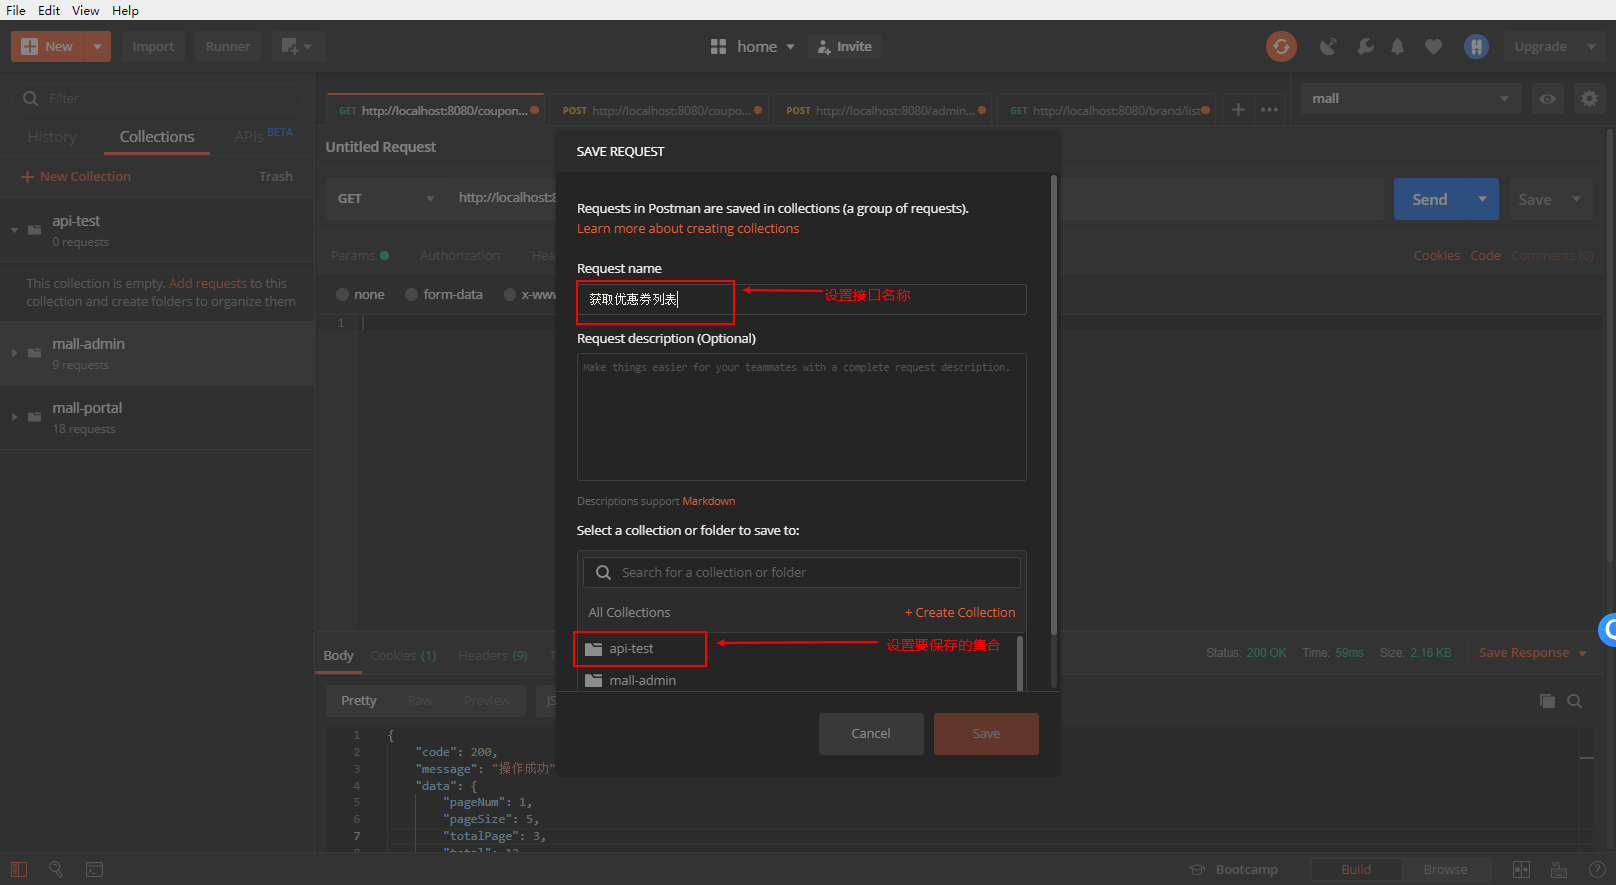 File Edit View Help
New Import Runner home Invite Upgrade
Filter
GET http://localhost:8080/coupon... POST http://localhost:8080/coupo... POST http://localhost:8080/admin... GET http://localhost:8080/brand/list mall
History Collections APIs BETA
Untitled Request
SAVE REQUEST
New Collection Trash
GET http://localhost:8 Send Save
api-test
0 requests
Requests in Postman are saved in collections (a group of requests).
Learn more about creating collections
Params Authorization Hea Cookies Code Comments (0)
This collection is empty. Add requests to this
collection and create folders to organize them
Request name
none form-data x-www
获取优惠券列表 设置接口名称
1
mall-admin
9 requests
Request description (Optional)
Make things easier for your teammates with a complete request description.
mall-portal
18 requests
Descriptions support Markdown
Select a collection or folder to save to:
Search for a collection or folder
All Collections + Create Collection
api-test 设置要保存的集合
mall-admin
Body Cookies (1) Headers (9) T Status: 200 OK Time: 59ms Size: 2.16 KB Save Response
Pretty Raw Preview JS
Cancel Save
1 {
2 "code": 200,
3 "message": "操作成功"
4 "data": {
5 "pageNum": 1,
6 "pageSize": 5,
7 "totalPage": 3,
Bootcamp Build Browse